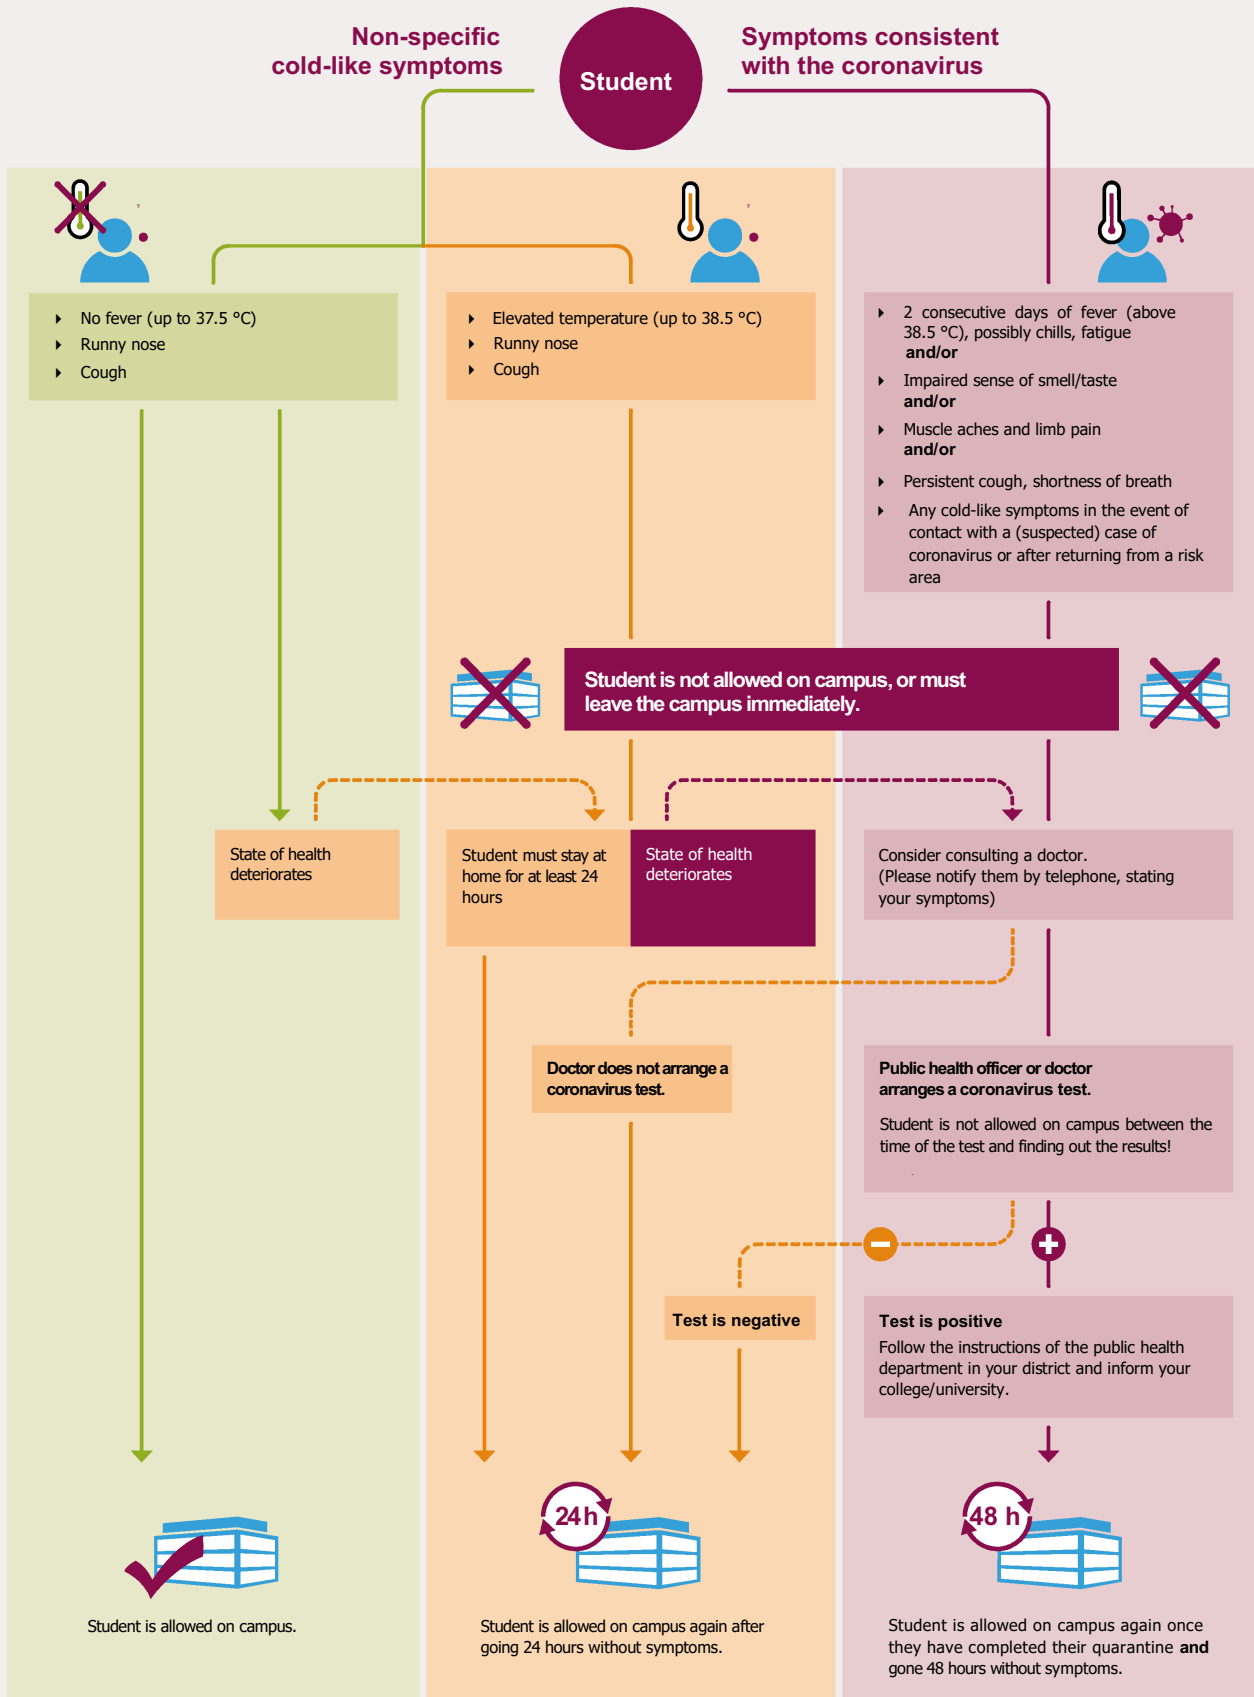 Non-specific
cold-like symptoms
Student
Symptoms consistent
with the coronavirus
No fever (up to 37.5 °C)
Runny nose
Cough
Elevated temperature (up to 38.5 °C)
Runny nose
Cough
2 consecutive days of fever (above
38.5 °C), possibly chills, fatigue
and/or
Impaired sense of smell/taste
and/or
Muscle aches and limb pain
and/or
Persistent cough, shortness of breath
Any cold-like symptoms in the event of
contact with a (suspected) case of
coronavirus or after returning from a risk
area
Student is not allowed on campus, or must
leave the campus immediately.
State of health
deteriorates
Student must stay at
home for at least 24
hours
State of health
deteriorates
Consider consulting a doctor.
(Please notify them by telephone, stating
your symptoms)
Doctor does not arrange a
coronavirus test.
Public health officer or doctor
arranges a coronavirus test.
Student is not allowed on campus between the
time of the test and finding out the results!
Test is negative
Test is positive
Follow the instructions of the public health
department in your district and inform your
college/university.
24h
48 h
Student is allowed on campus.
Student is allowed on campus again after
going 24 hours without symptoms.
Student is allowed on campus again once
they have completed their quarantine and
gone 48 hours without symptoms.